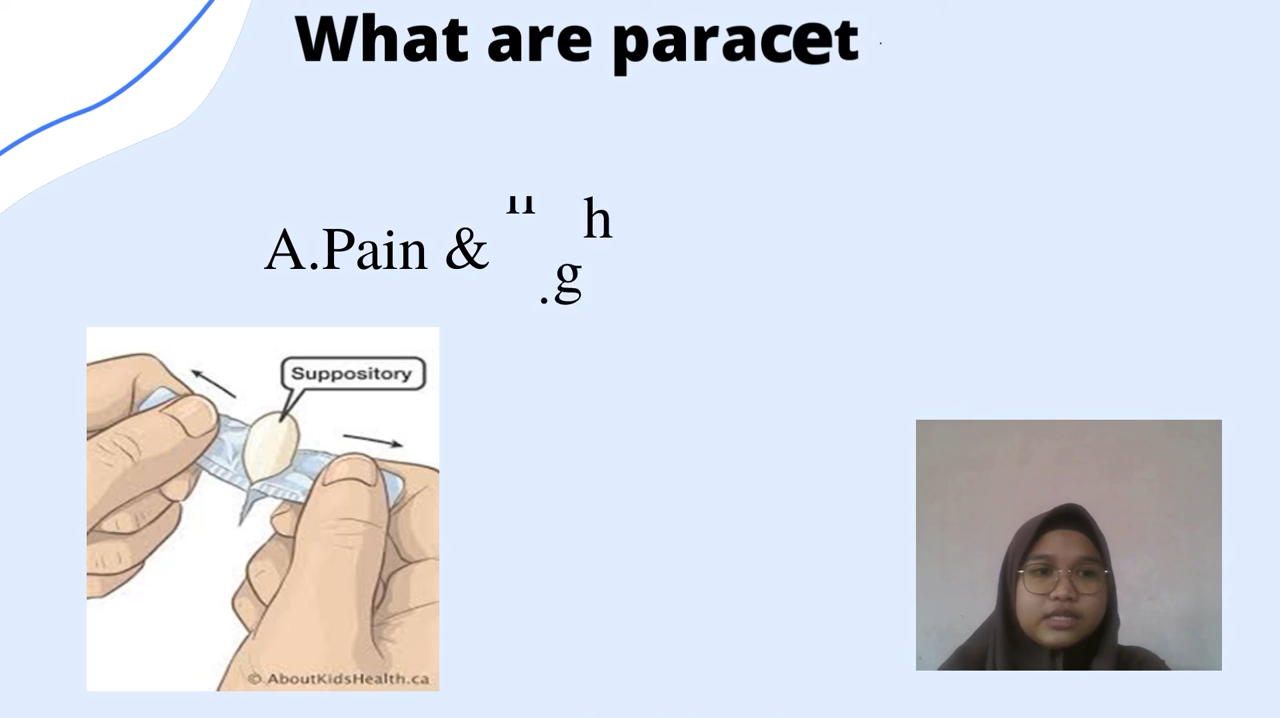 What are paracet
A.Pain &
h
.g
Suppository
© AboutKidsHealth.ca